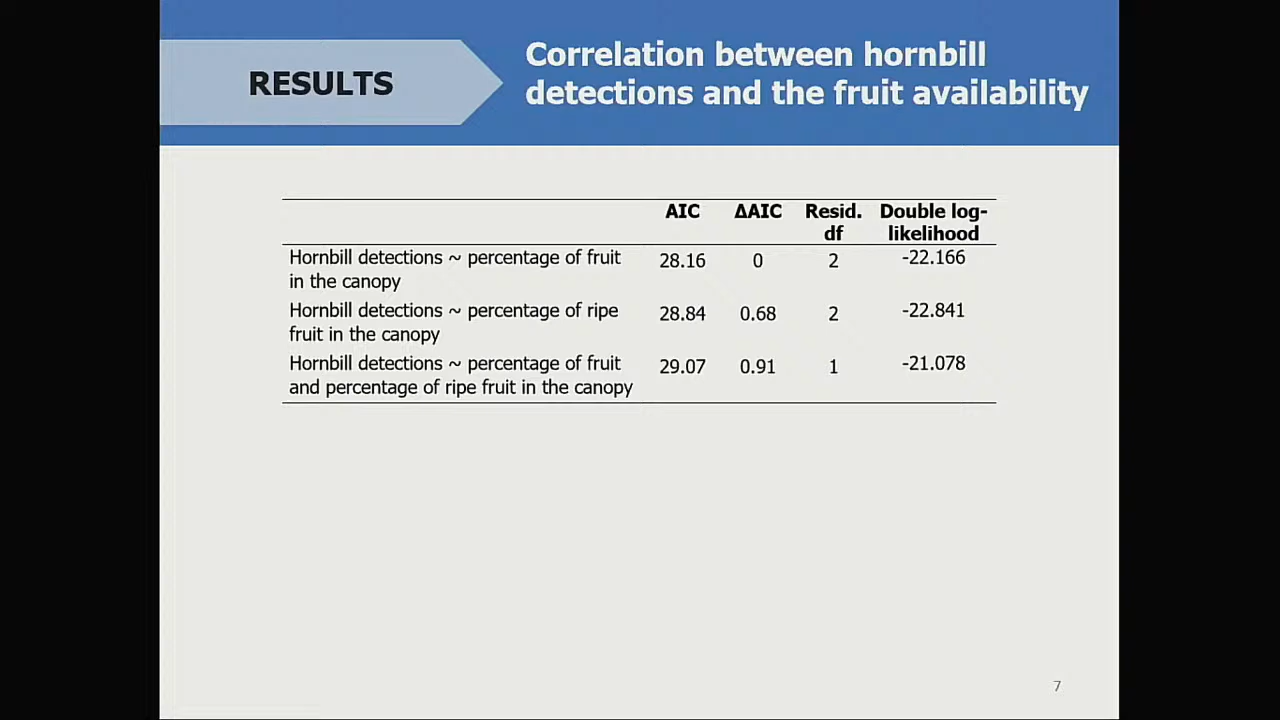 RESULTS
Correlation between hornbill
detections and the fruit availability
AIC ΔAIC Resid. df Double log-likelihood
Hornbill detections ~ percentage of fruit
in the canopy 28.16 0 2 -22.166
Hornbill detections ~ percentage of ripe
fruit in the canopy 28.84 0.68 2 -22.841
Hornbill detections ~ percentage of fruit
and percentage of ripe fruit in the canopy 29.07 0.91 1 -21.078
7